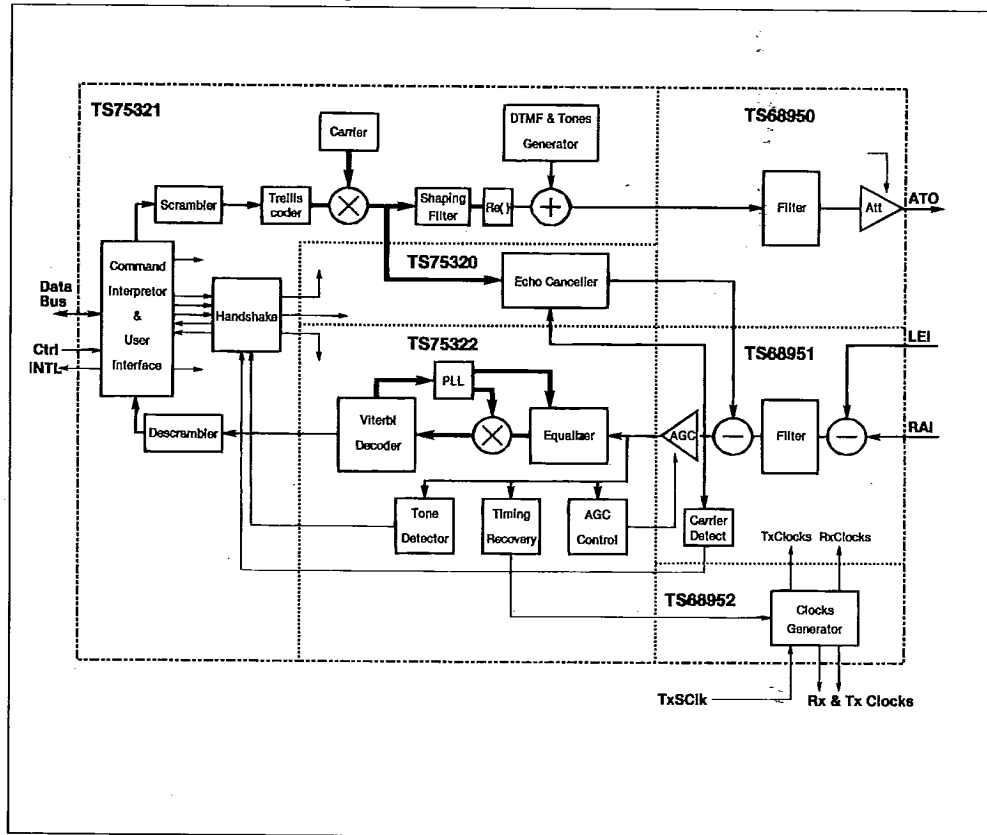 TS75321
TS68950
DTMF & Tones
Generator
Carrier
Scrambler
Trellis
coder
Shaping
Filter
Re( )
Filter
Att
ATO
TS75320
Echo Canceller
Command
Interpretor
&
User
Interface
Data
Bus
Ctrl
INTL
Handshake
TS75322
TS68951
LEI
RAI
PLL
Viterbi
Decoder
Equalizer
AGC
Filter
Descrambler
Tone
Detector
Timing
Recovery
AGC
Control
Carrier
Detect
TxClocks
RxClocks
TS68952
Clocks
Generator
TxSClk
Rx & Tx Clocks